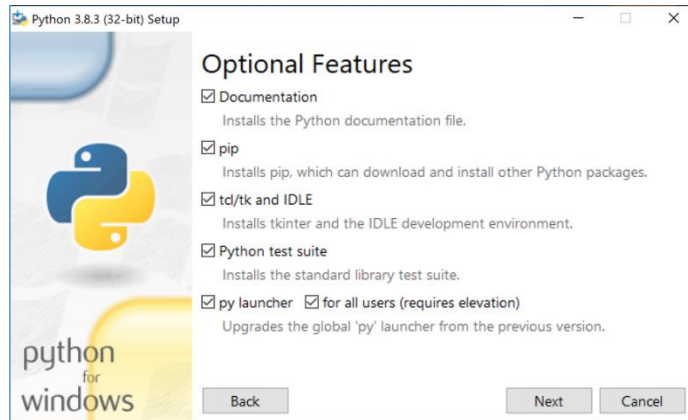 Python 3.8.3 (32-bit) Setup
Optional Features
Documentation
Installs the Python documentation file.
pip
Installs pip, which can download and install other Python packages.
tcl/tk and IDLE
Installs tkinter and the IDLE development environment.
Python test suite
Installs the standard library test suite.
py launcher for all users (requires elevation)
Upgrades the global 'py' launcher from the previous version.
python
for
windows
Back Next Cancel